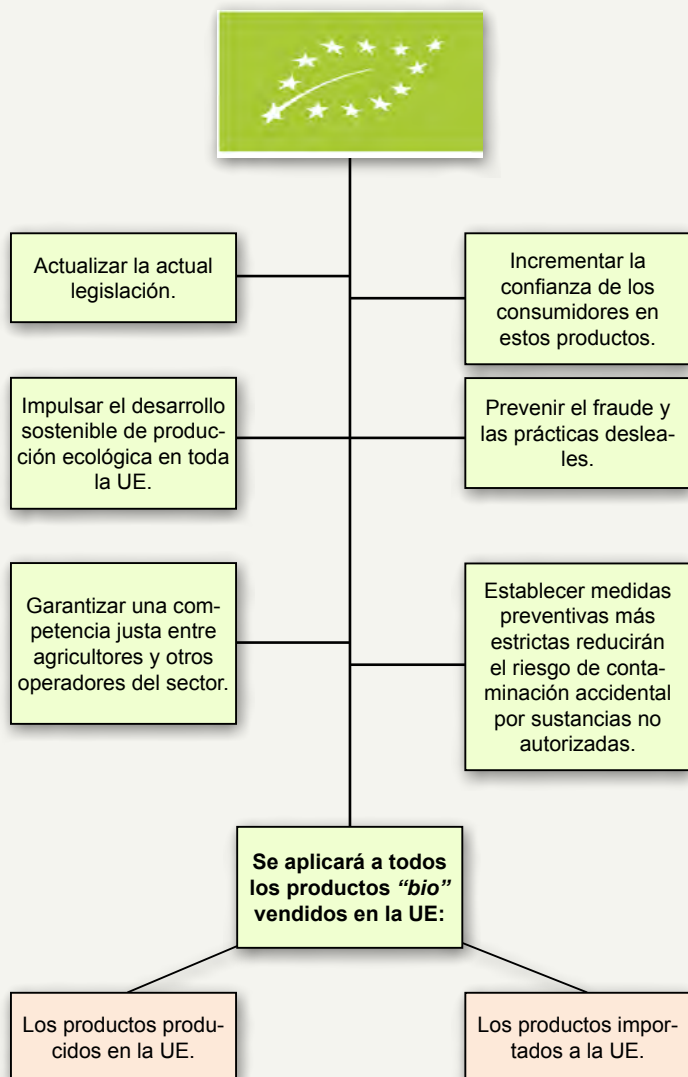 Actualizar la actual
legislación.
Incrementar la
confianza de los
consumidores en
estos productos.
Impulsar el desarrollo
sostenible de produc-
ción ecológica en toda
la UE.
Prevenir el fraude y
las prácticas deslea-
les.
Garantizar una com-
petencia justa entre
agricultores y otros
operadores del sector.
Establecer medidas
preventivas más
estrictas reducirán
el riesgo de conta-
minación accidental
por sustancias no
autorizadas.
Se aplicará a todos
los productos “bio”
vendidos en la UE:
Los productos produ-
cidos en la UE.
Los productos impor-
tados a la UE.